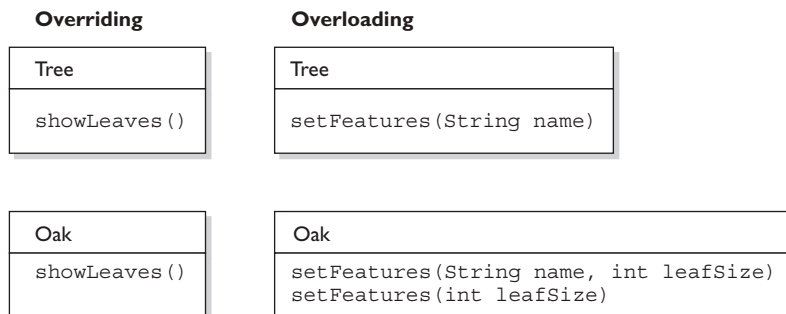 Overriding
Overloading
Tree
showLeaves()
Tree
setFeatures(String name)
Oak
showLeaves()
Oak
setFeatures(String name, int leafSize)
setFeatures(int leafSize)